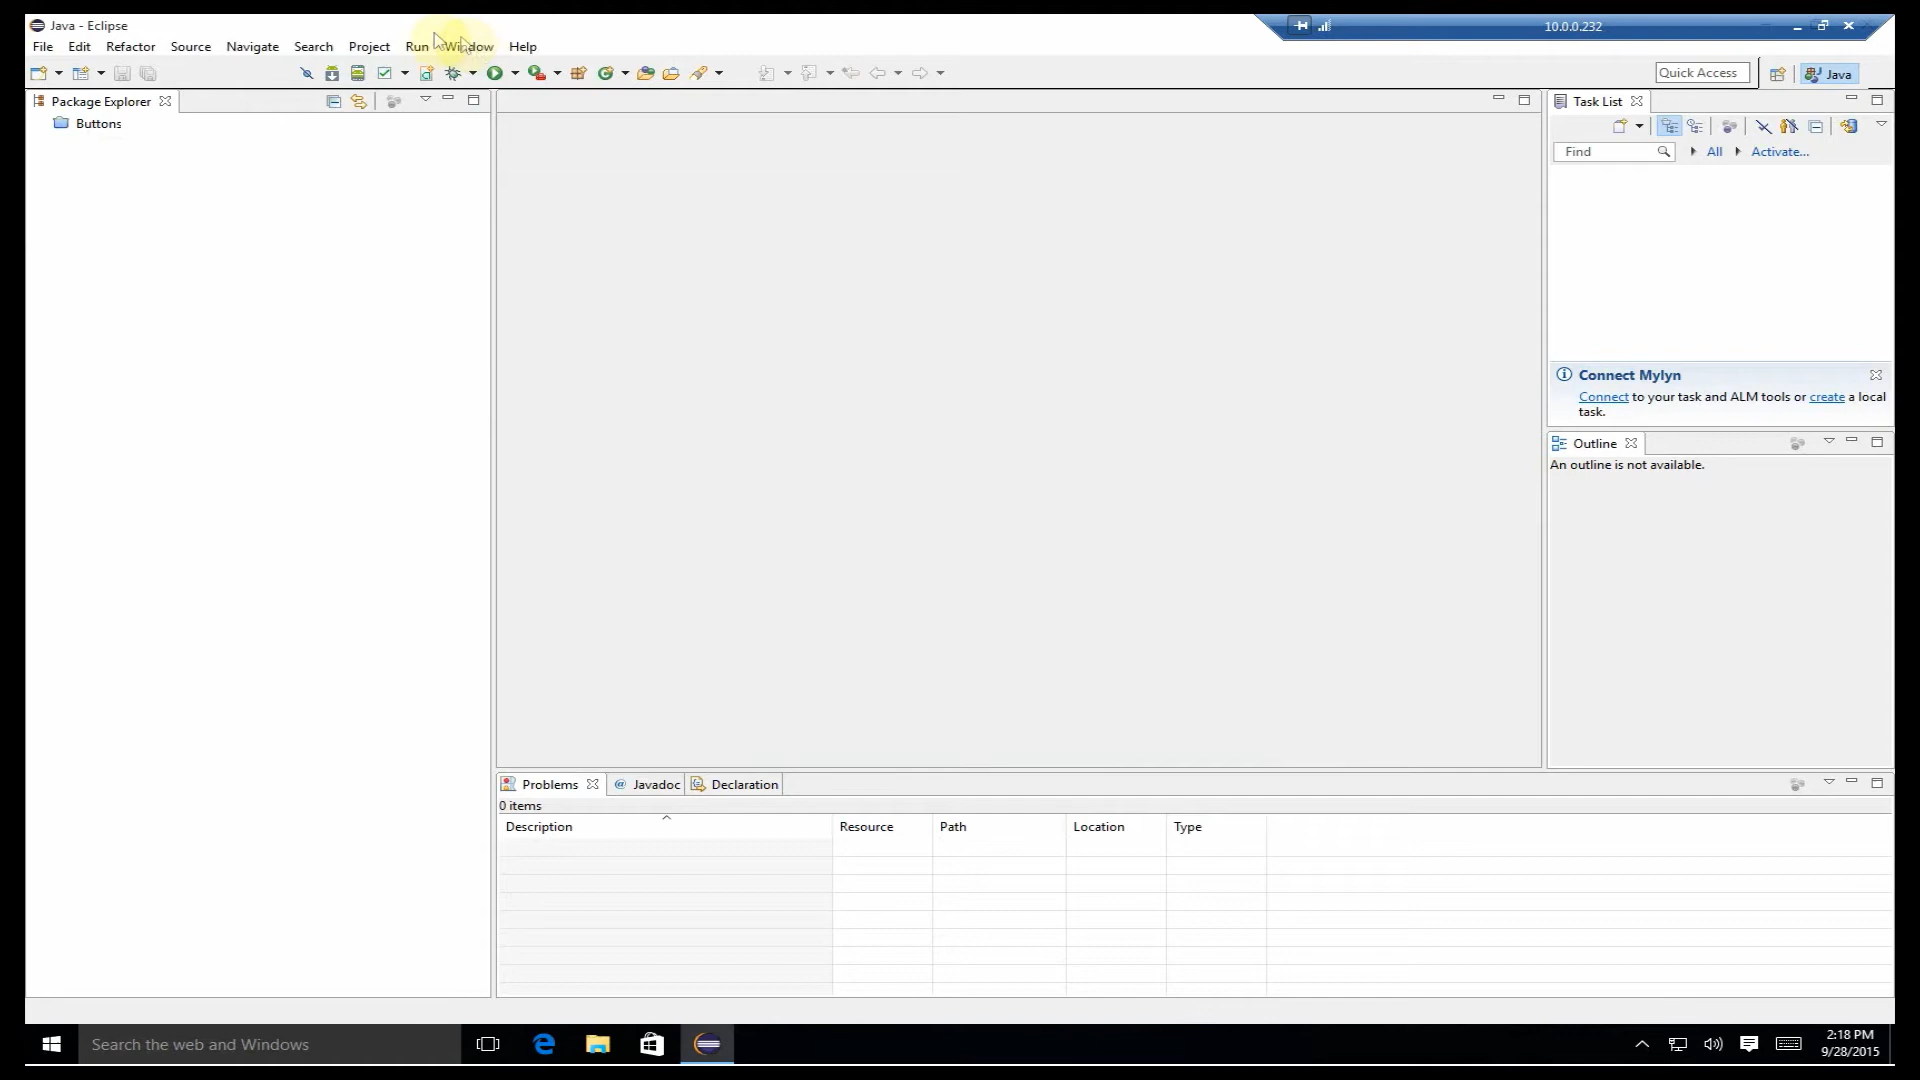 Java - Eclipse
10.0.0.232
File Edit Refactor Source Navigate Search Project Run Window Help
Quick Access
Java
Package Explorer
Buttons
Task List
Find
All
Activate...
Connect Mylyn
Connect to your task and ALM tools or create a local
task.
Outline
An outline is not available.
Problems
Javadoc
Declaration
0 items
Description Resource Path Location Type
Search the web and Windows
2:18 PM
9/28/2015